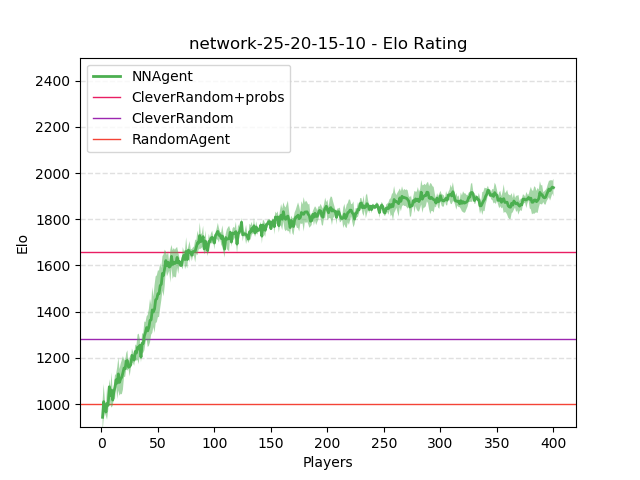 network-25-20-15-10 - Elo Rating
NNAgent
CleverRandom+probs
CleverRandom
RandomAgent
Elo
2400
2200
2000
1800
1600
1400
1200
1000
0 50 100 150 200 250 300 350 400
Players